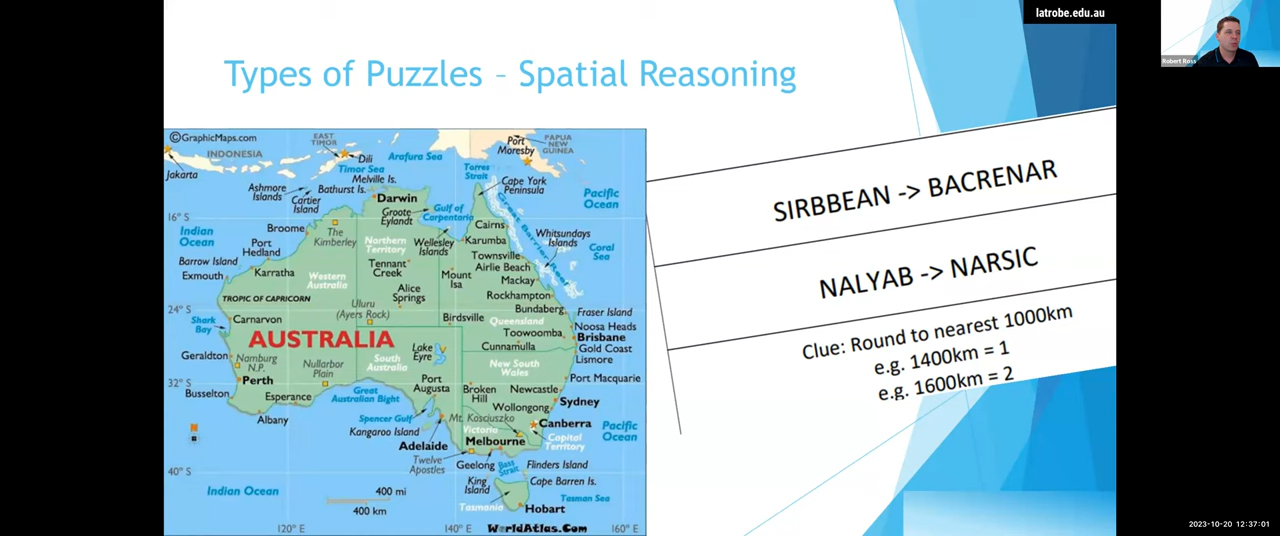 latrobe.edu.au
Robert Ross
Types of Puzzles – Spatial Reasoning
©GraphicMaps.com
INDONESIA
EAST
TIMOR
Dili
Timor Sea
Arafura Sea
Port
Moresby
PAPUA
NEW
GUINEA
Jakarta
Ashmore
Islands
Cartier
Island
Melville Is.
Bathurst Is.
Darwin
Torres
Strait
Cape York
Peninsula
Pacific
Ocean
16° S
Groote
Eylandt
Gulf of
Carpentaria
Great Barrier Reef
Indian
Ocean
Broome
The
Kimberley
Northern
Territory
Wellesley
Islands
Cairns
Karumba
Whitsundays
Islands
Coral
Sea
Port
Hedland
Barrow Island
Exmouth
Karratha
Western
Australia
Tennant
Creek
Mount
Isa
Townsville
Airlie Beach
Mackay
TROPIC OF CAPRICORN
Alice
Springs
Rockhampton
Bundaberg
24° S
Uluru
(Ayers Rock)
Birdsville
Queensland
Fraser Island
Noosa Heads
Toowoomba
Brisbane
Gold Coast
Lismore
Shark
Bay
Carnarvon
AUSTRALIA
Cunnamulla
Geraldton
Namburg
N.P.
Nullarbor
Plain
South
Australia
Lake
Eyre
New South
Wales
32° S
Perth
Busselton
Esperance
Albany
Great
Australian Bight
Port
Augusta
Broken
Hill
Newcastle
Port Macquarie
Wollongong
Sydney
Spencer Gulf
Kangaroo Island
Mt. Kosciuszko
Canberra
Capital
Territory
Pacific
Ocean
Adelaide
Victoria
Melbourne
Twelve
Apostles
Geelong
Bass
Strait
Flinders Island
King
Island
Cape Barren Is.
40° S
Indian Ocean
400 mi
400 km
Tasmania
Tasman Sea
Hobart
120° E
140° E
WorldAtlas.Com
160° E
SIRBBEAN -> BACRENAR
NALYAB -> NARSIC
Clue: Round to nearest 1000km
e.g. 1400km = 1
e.g. 1600km = 2
2023-10-20 12:37:01